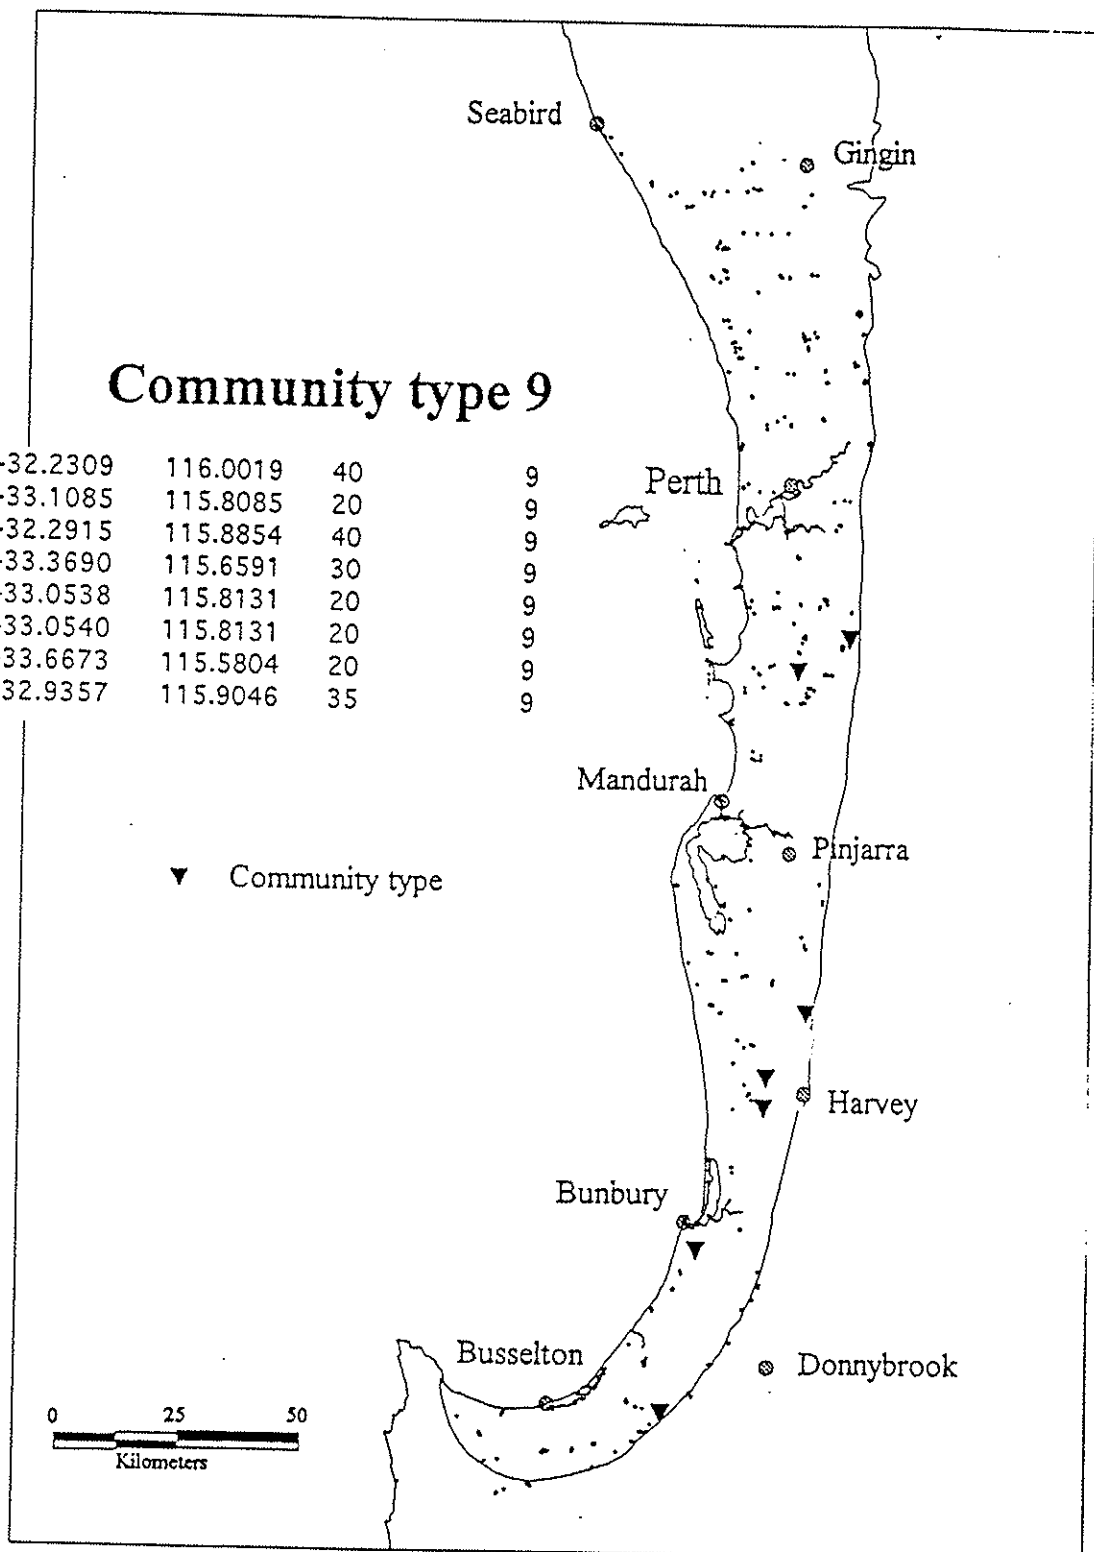 Seabird
Gingin
Community type 9
-32.2309 116.0019 40 9
-33.1085 115.8085 20 9
-32.2915 115.8854 40 9
-33.3690 115.6591 30 9
-33.0538 115.8131 20 9
-33.0540 115.8131 20 9
-33.6673 115.5804 20 9
32.9357 115.9046 35 9
Perth
Mandurah
Pinjarra
Community type
Harvey
Bunbury
Busselton
Donnybrook
0 25 50
Kilometers